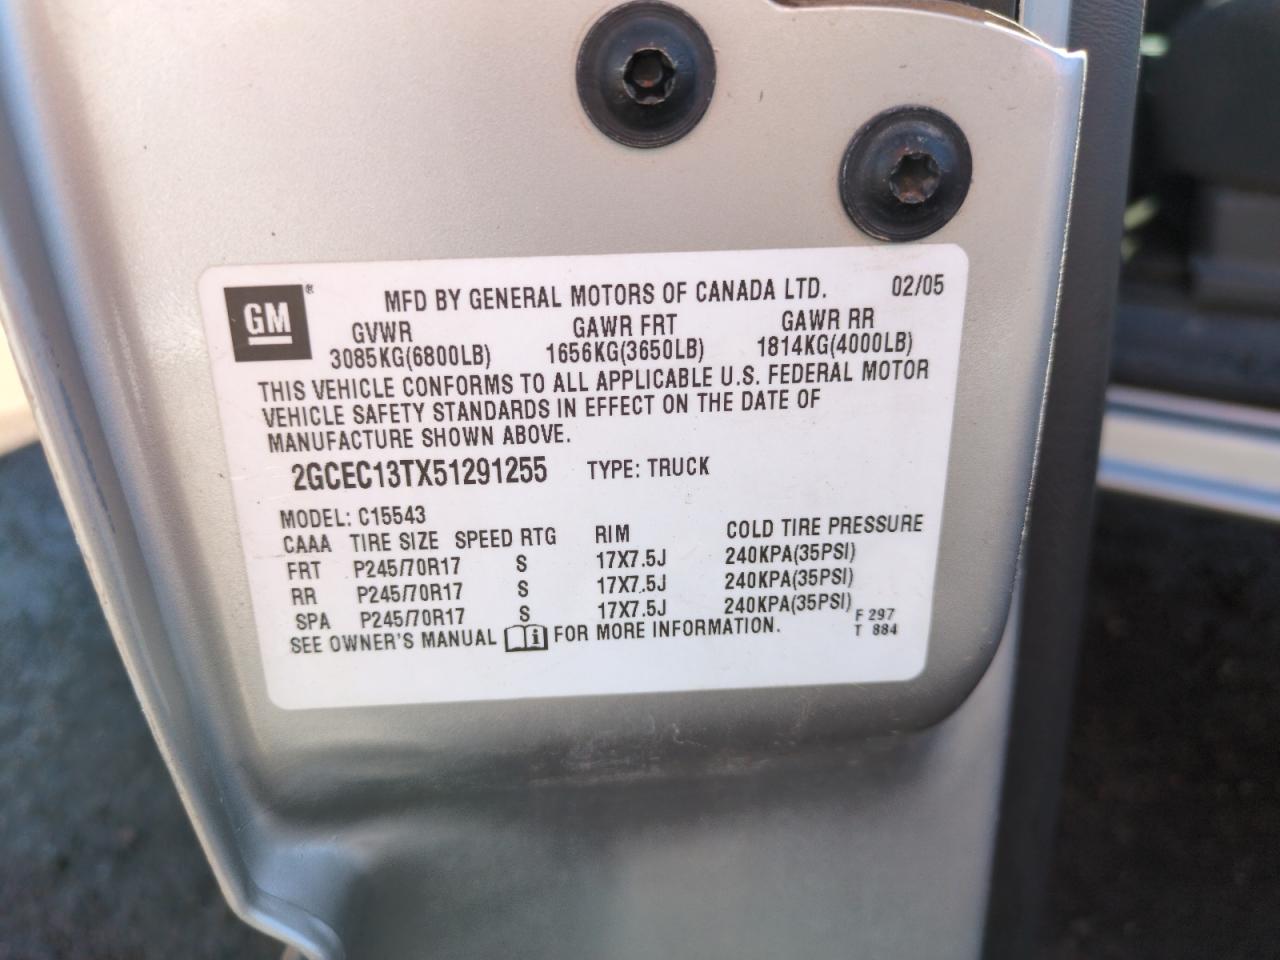 GM ®
MFD BY GENERAL MOTORS OF CANADA LTD. 02/05
GVWR GAWR FRT GAWR RR
3085KG(6800LB) 1656KG(3650LB) 1814KG(4000LB)
THIS VEHICLE CONFORMS TO ALL APPLICABLE U.S. FEDERAL MOTOR
VEHICLE SAFETY STANDARDS IN EFFECT ON THE DATE OF
MANUFACTURE SHOWN ABOVE.
2GCEC13TX51291255 TYPE: TRUCK
MODEL: C15543
CAAA TIRE SIZE SPEED RTG RIM COLD TIRE PRESSURE
FRT P245/70R17 S 17X7.5J 240KPA(35PSI)
RR P245/70R17 S 17X7.5J 240KPA(35PSI)
SPA P245/70R17 S 17X7.5J 240KPA(35PSI)
SEE OWNER'S MANUAL i FOR MORE INFORMATION.
F 297
T 884